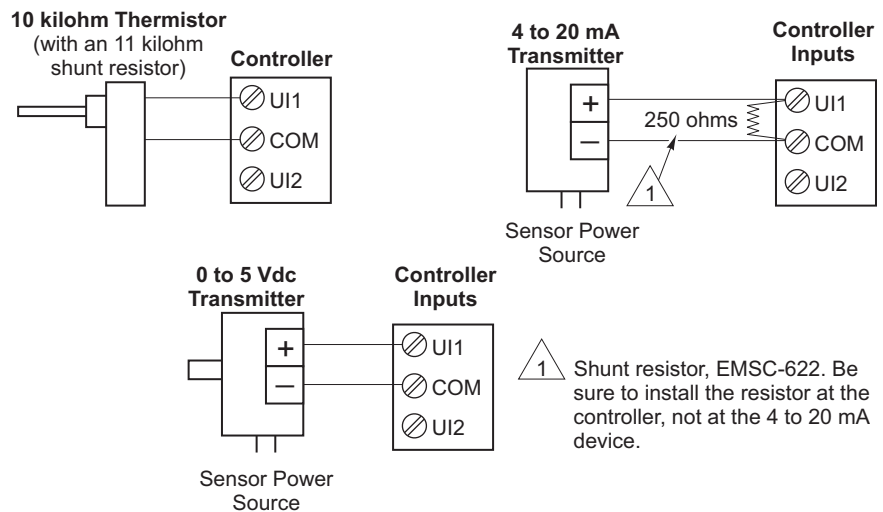 10 kilohm Thermistor
(with an 11 kilohm
shunt resistor)
Controller
UI1
COM
UI2
4 to 20 mA
Transmitter
Controller
Inputs
+
–
250 ohms
UI1
COM
UI2
1
Sensor Power
Source
0 to 5 Vdc
Transmitter
Controller
Inputs
+
–
UI1
COM
UI2
Sensor Power
Source
1 Shunt resistor, EMSC-622. Be
sure to install the resistor at the
controller, not at the 4 to 20 mA
device.